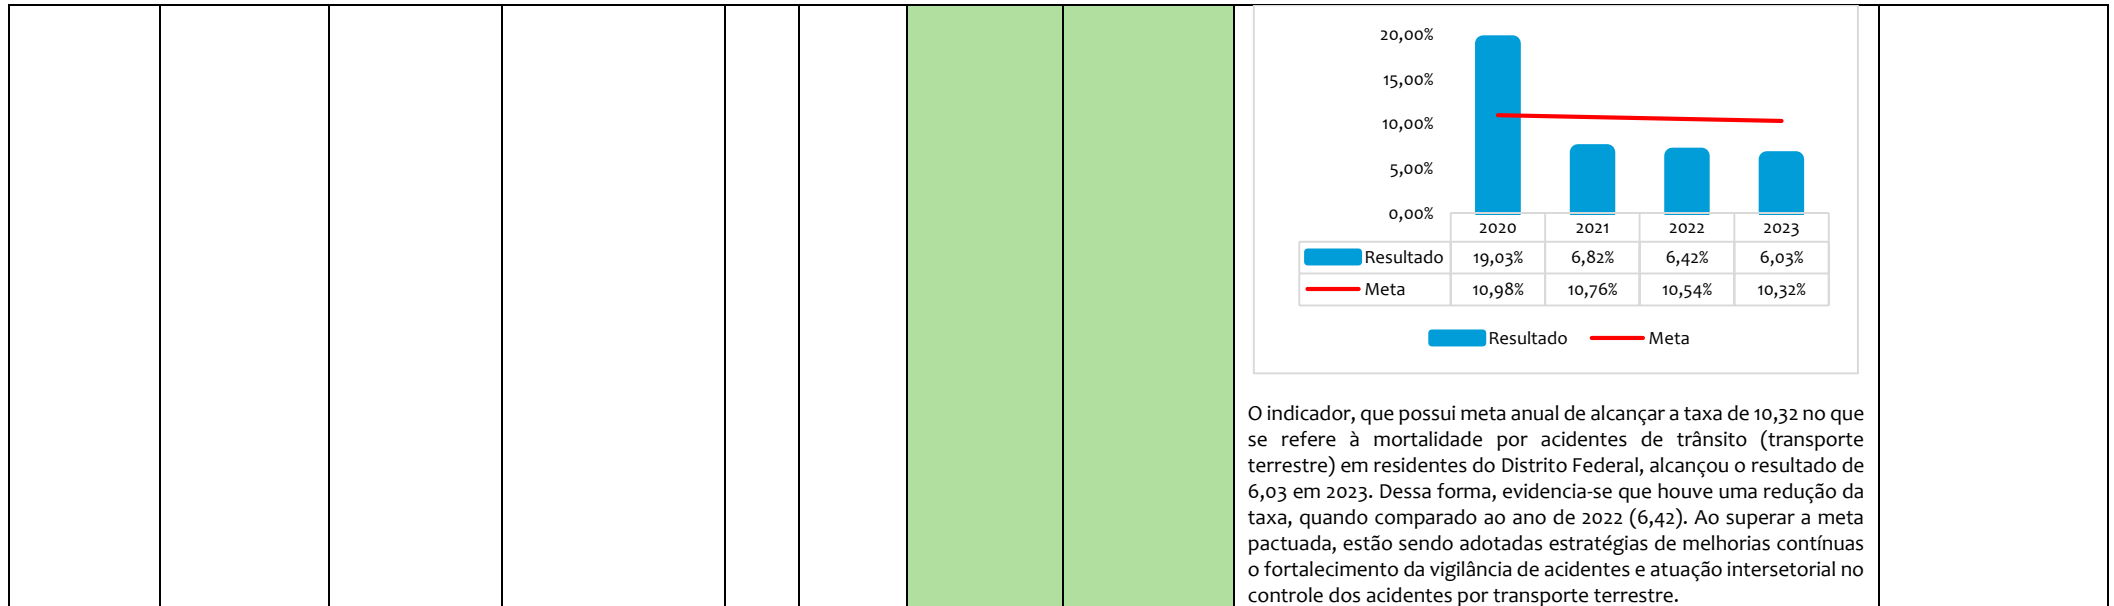 20,00%
15,00%
10,00%
5,00%
0,00%
2020 2021 2022 2023
Resultado 19,03% 6,82% 6,42% 6,03%
Meta 10,98% 10,76% 10,54% 10,32%
Resultado Meta
O indicador, que possui meta anual de alcançar a taxa de 10,32 no que
se refere à mortalidade por acidentes de trânsito (transporte
terrestre) em residentes do Distrito Federal, alcançou o resultado de
6,03 em 2023. Dessa forma, evidencia-se que houve uma redução da
taxa, quando comparado ao ano de 2022 (6,42). Ao superar a meta
pactuada, estão sendo adotadas estratégias de melhorias contínuas
o fortalecimento da vigilância de acidentes e atuação intersetorial no
controle dos acidentes por transporte terrestre.